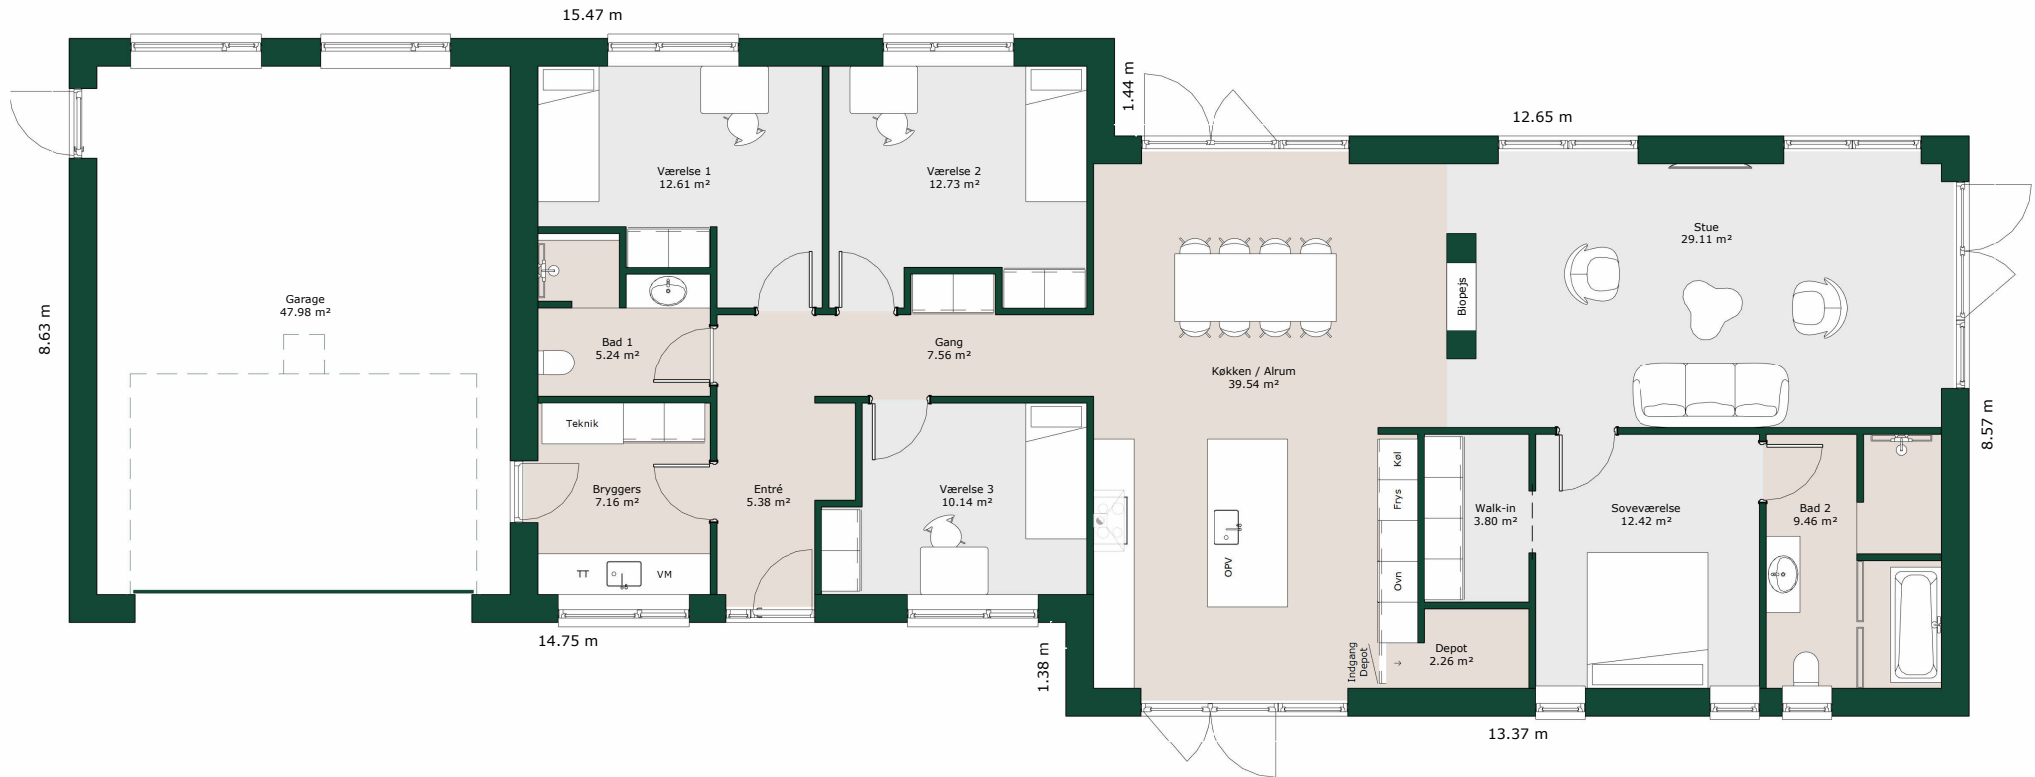 15.47 m
1.44 m
12.65 m
Værelse 1
12.61 m²
Værelse 2
12.73 m²
Stue
29.11 m²
Garage
47.98 m²
Biopejs
8.63 m
Bad 1
5.24 m²
Gang
7.56 m²
Køkken / Alrum
39.54 m²
Teknik
8.57 m
Køl
Frys
Ovn
Bryggers
7.16 m²
Entré
5.38 m²
Værelse 3
10.14 m²
Walk-in
3.80 m²
Soveværelse
12.42 m²
Bad 2
9.46 m²
OPV
TT
VM
14.75 m
1.38 m
Indgang
Depot
Depot
2.26 m²
13.37 m